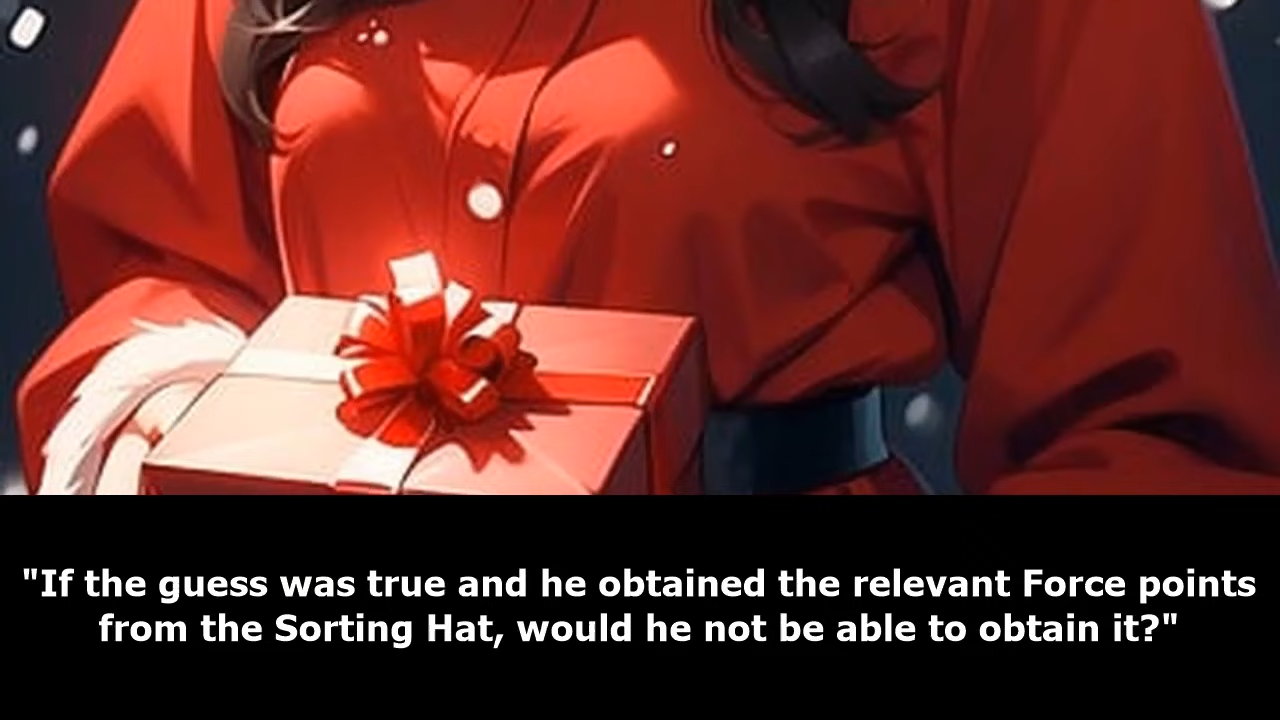 "If the guess was true and he obtained the relevant Force points
from the Sorting Hat, would he not be able to obtain it?"